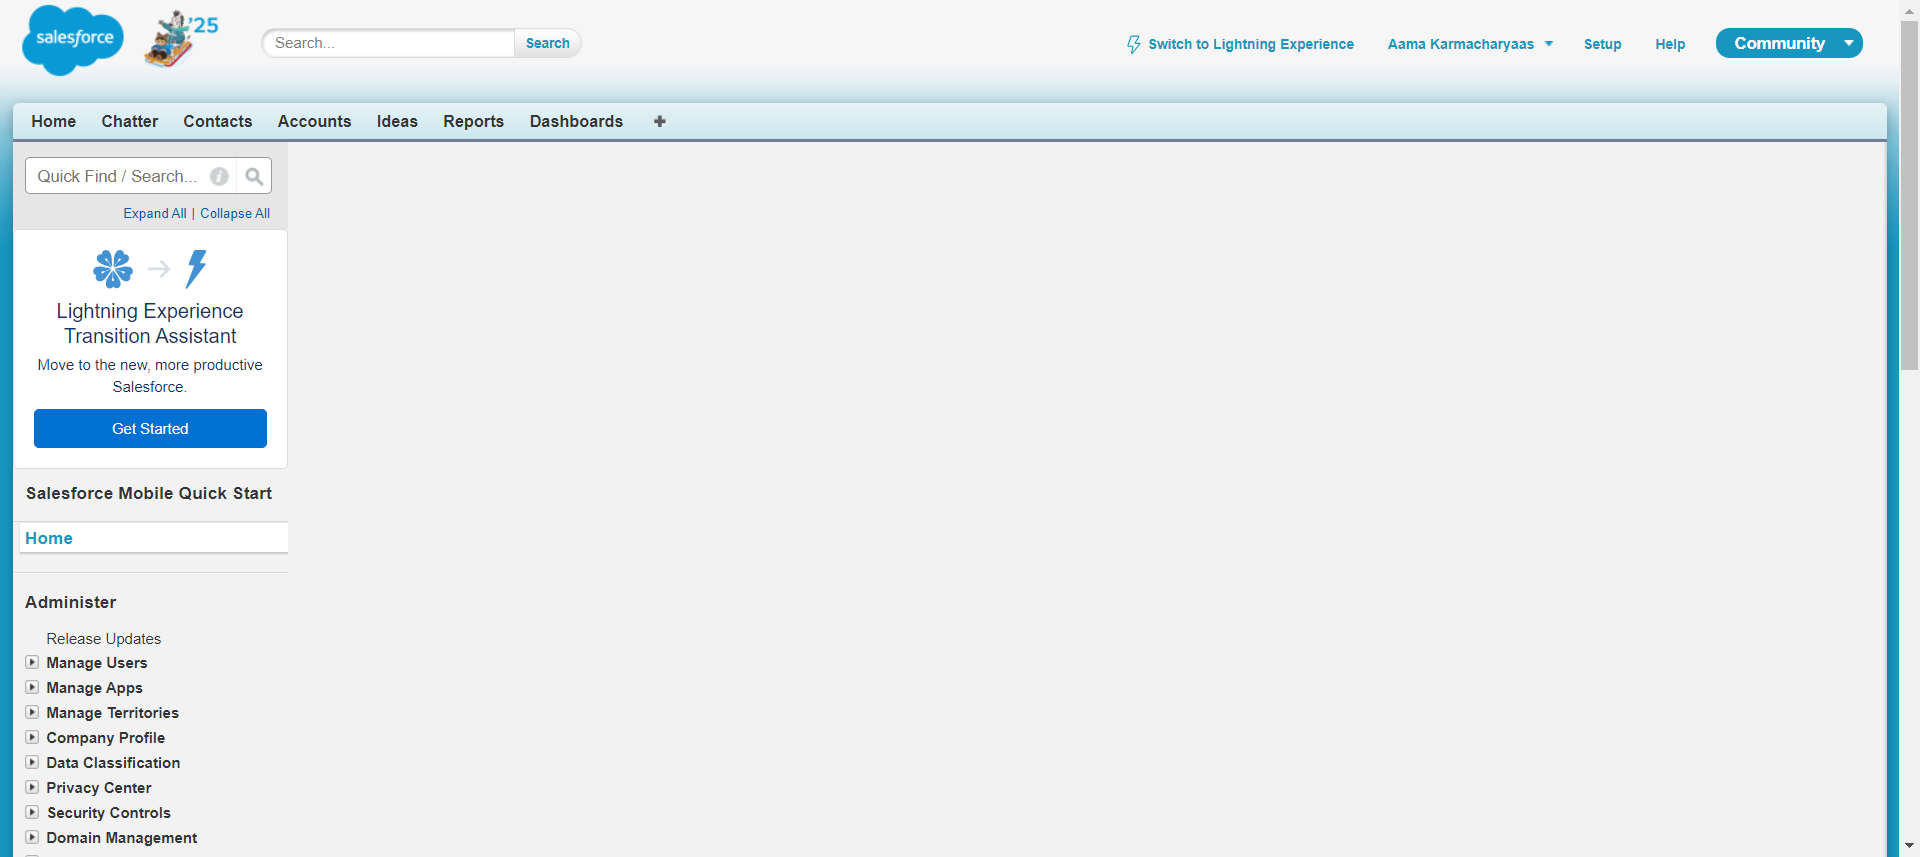 salesforce
'25
Search...
Search
Switch to Lightning Experience
Aama Karmacharyaas
Setup
Help
Community
Home
Chatter
Contacts
Accounts
Ideas
Reports
Dashboards
Quick Find / Search...
Expand All | Collapse All
Lightning Experience
Transition Assistant
Move to the new, more productive
Salesforce.
Get Started
Salesforce Mobile Quick Start
Home
Administer
Release Updates
Manage Users
Manage Apps
Manage Territories
Company Profile
Data Classification
Privacy Center
Security Controls
Domain Management